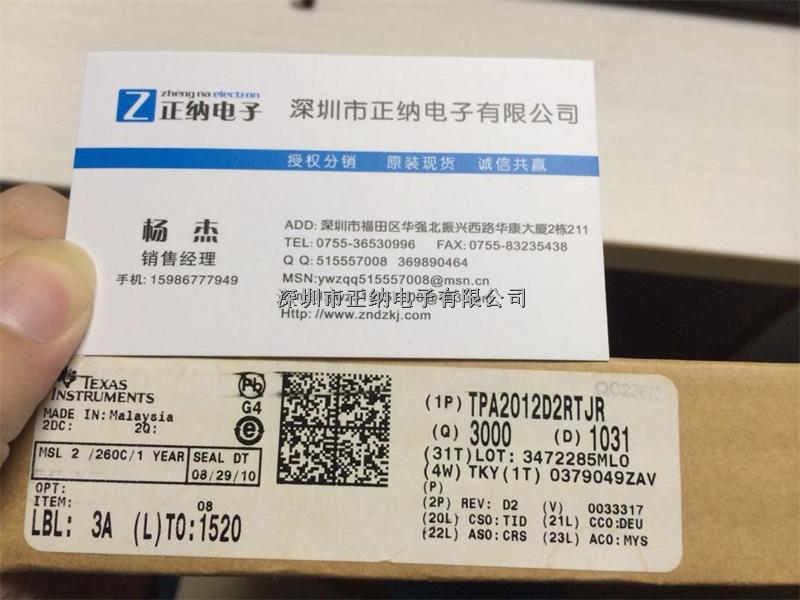 zheng na electron
正纳电子
深圳市正纳电子有限公司
授权分销 原装现货 诚信共赢
杨杰
销售经理
手机: 15986777949
ADD: 深圳市福田区华强北振兴西路华康大厦2栋211
TEL: 0755-36530996 FAX: 0755-83235438
Q Q: 515557008 369890464
MSN:ywzqq515557008@msn.cn
深圳市正纳电子有限公司
Http: //www.zndzkj.com
TEXAS
INSTRUMENTS
MADE IN: Malaysia
2DC: 2Q:
Pb
G4
e
MSL 2 /260C/1 YEAR
SEAL DT
08/29/10
OPT:
ITEM:
08
LBL: 3A (L)TO:1520
(1P) TPA2012D2RTJR
(Q) 3000 (D) 1031
(31T)LOT: 3472285ML0
(4W) TKY(1T) 0379049ZAV
(P)
(2P) REV: D2 (V) 0033317
(20L) CSO:TID (21L) CCO:DEU
(22L) ASO:CRS (23L) ACO:MYS